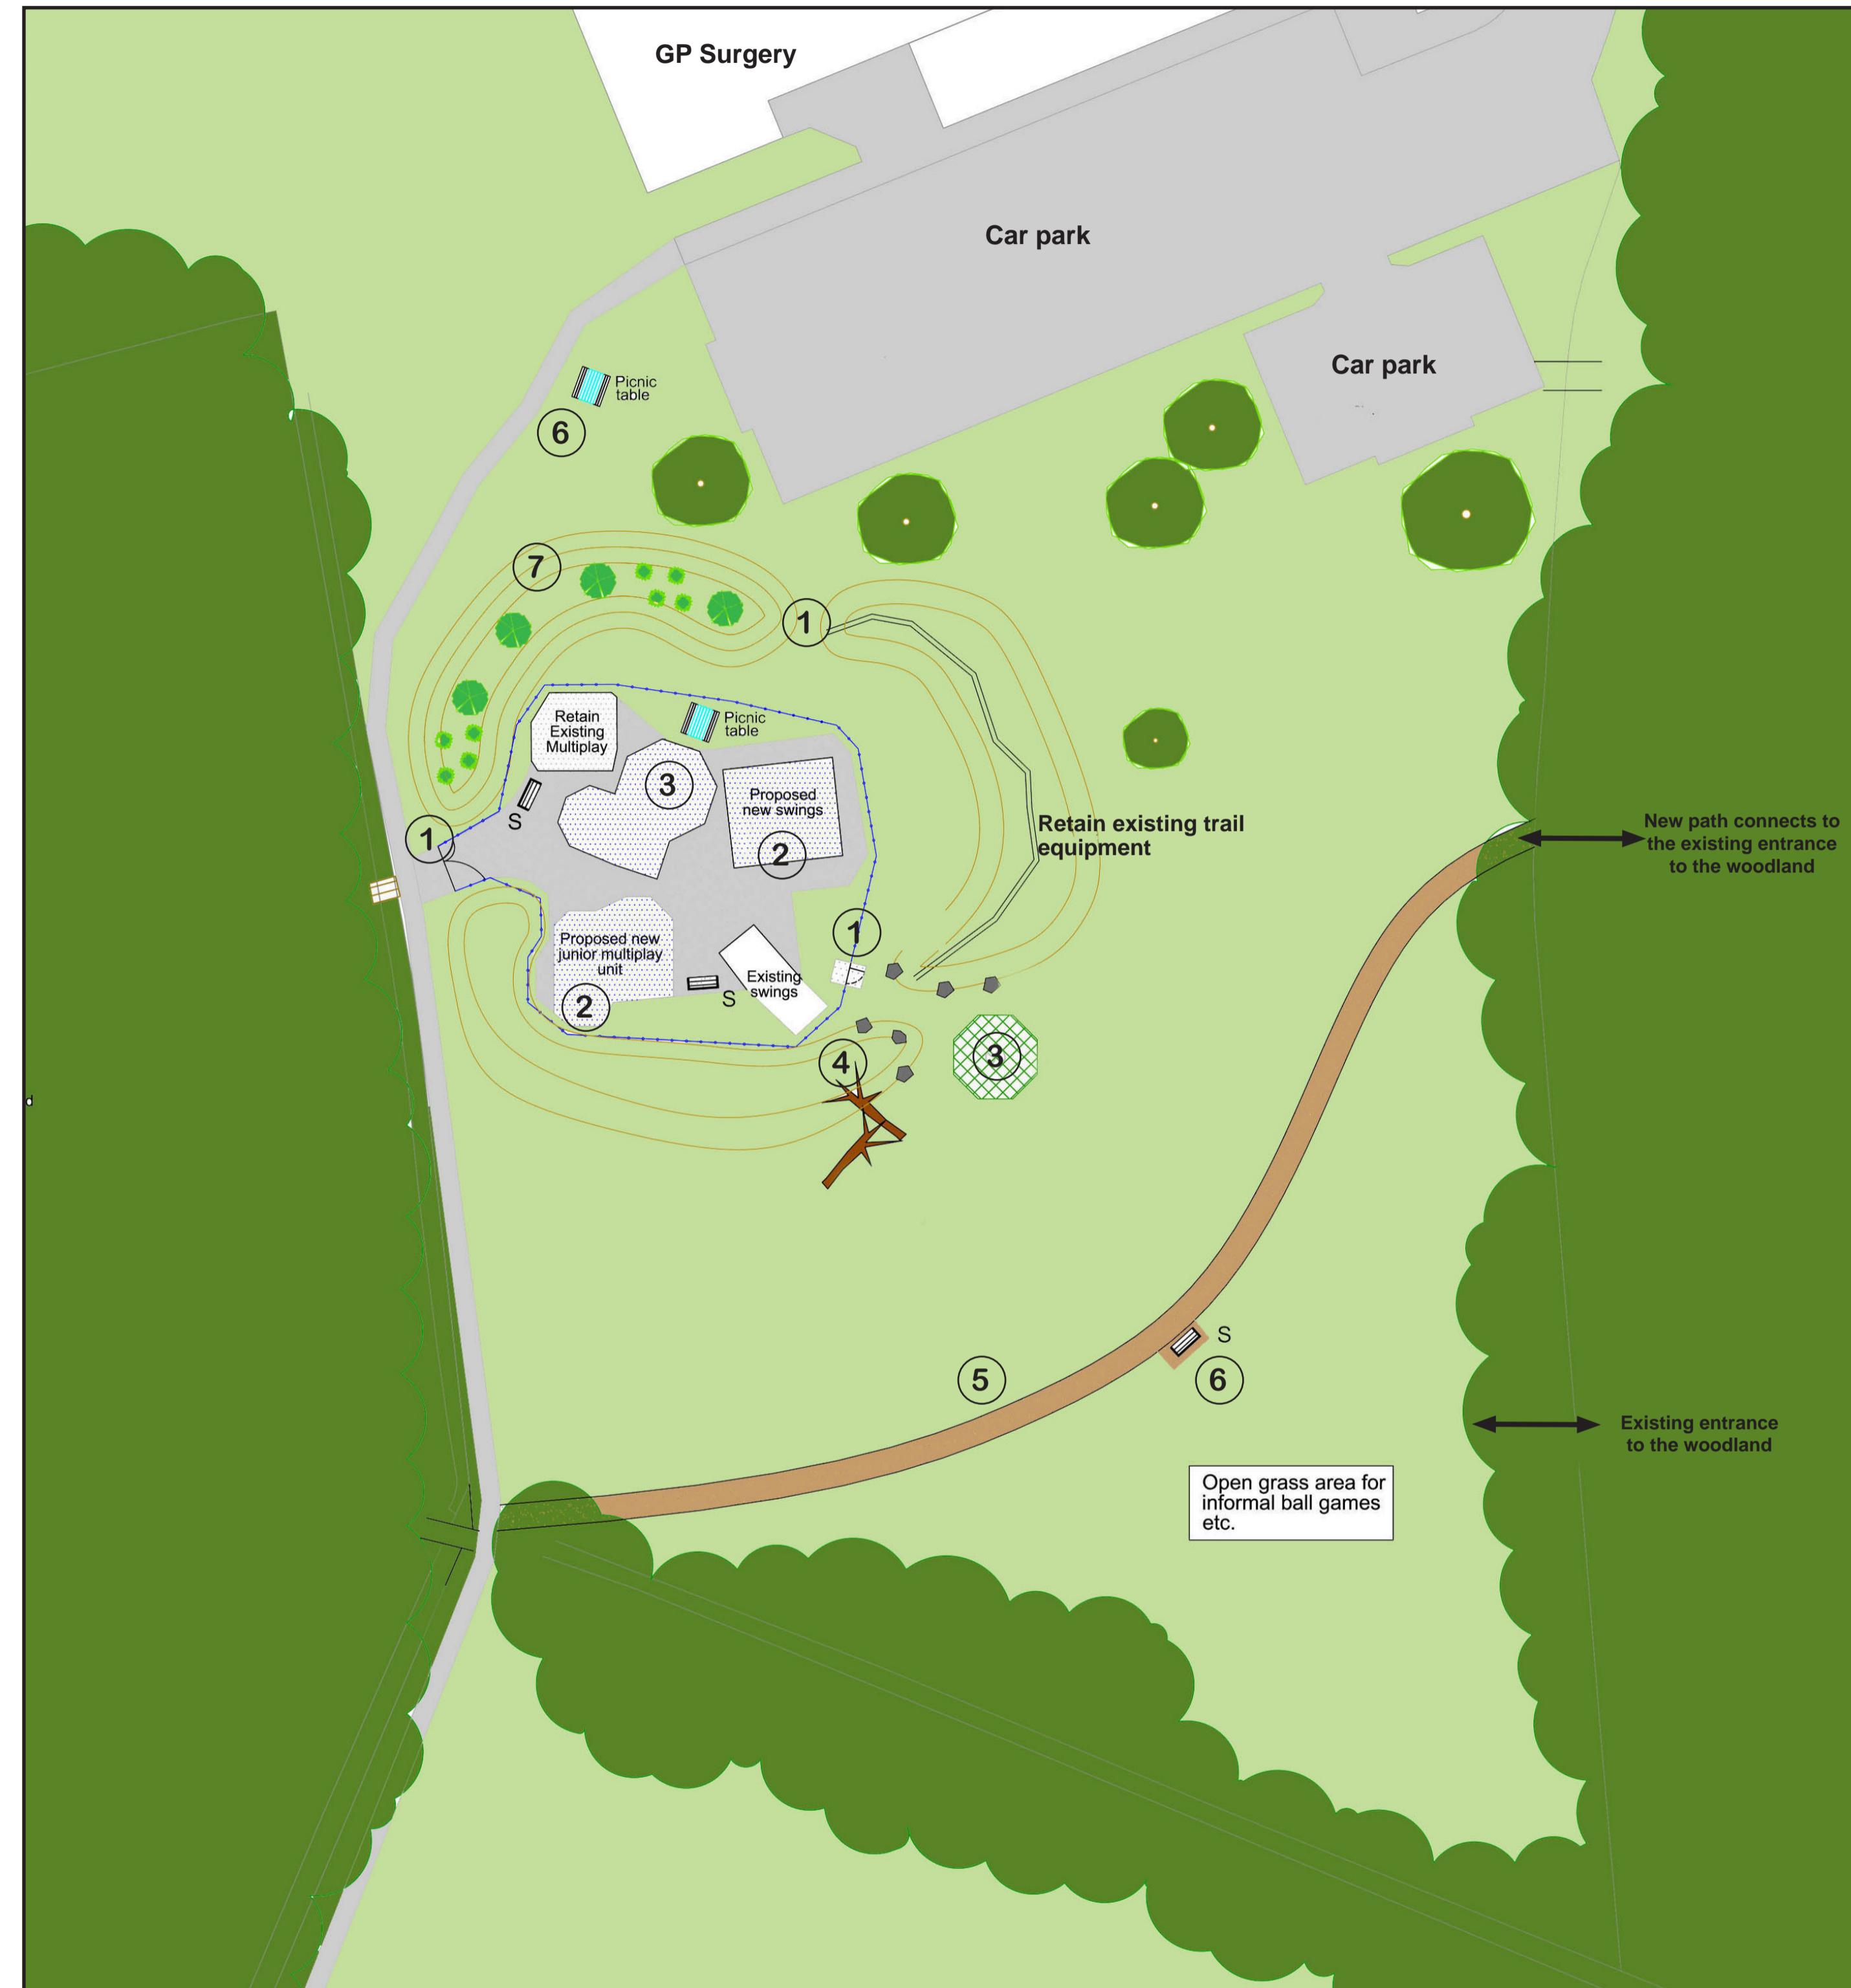 GP Surgery
Car park
Car park
Picnic
table
6
7
1
Retain
Existing
Multiplay
Picnic
table
3
Proposed
new swings
2
S
1
Retain existing trail
equipment
New path connects to
the existing entrance
to the woodland
1
Proposed new
junior multiplay
unit
2
S
Existing
swings
4
3
d
S
5
6
Existing entrance
to the woodland
Open grass area for
informal ball games
etc.